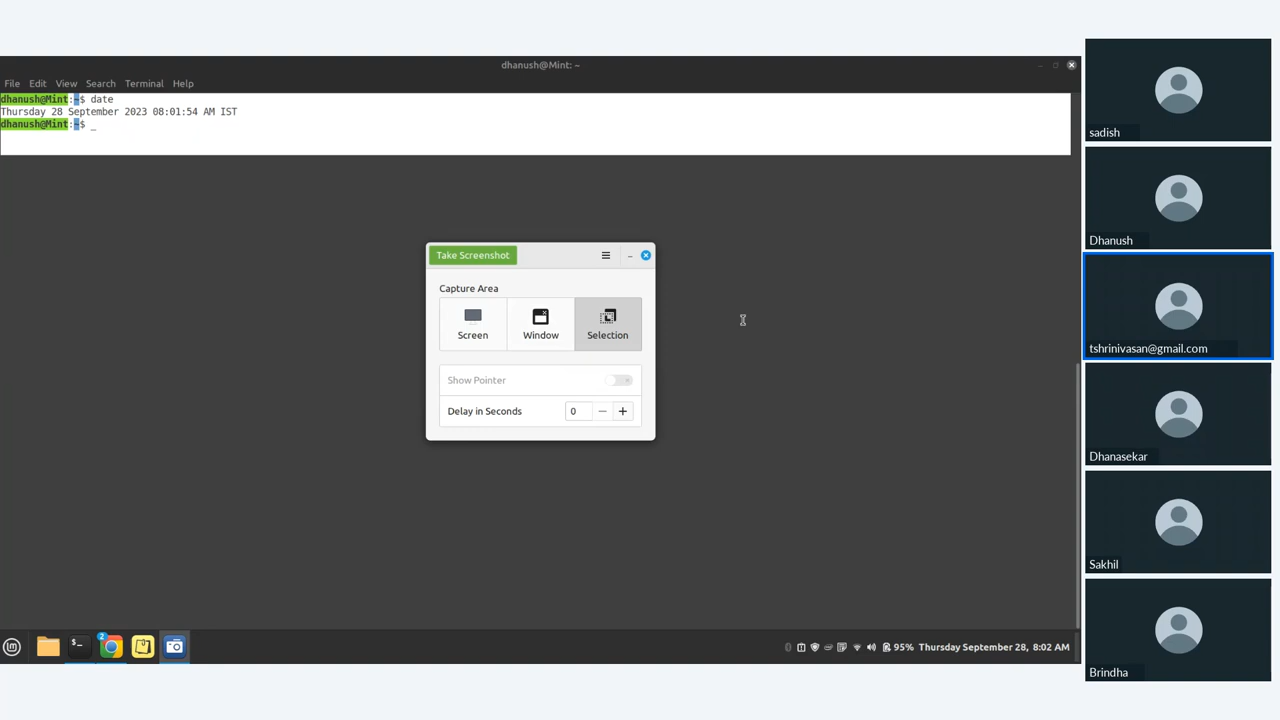 dhanush@Mint: ~
File Edit View Search Terminal Help
dhanush@Mint:~$ date
Thursday 28 September 2023 08:01:54 AM IST
dhanush@Mint:~$ _
Take Screenshot
Capture Area
Screen Window Selection
Show Pointer
Delay in Seconds 0
2
95% Thursday September 28, 8:02 AM
sadish
Dhanush
tshrinivasan@gmail.com
Dhanasekar
Sakhil
Brindha